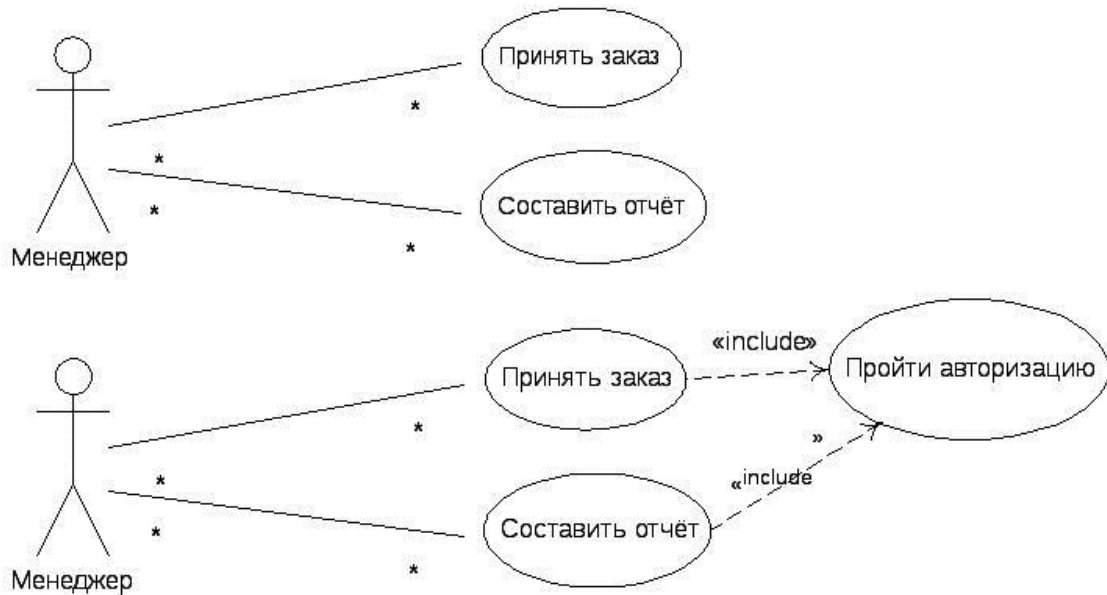 Принять заказ
*
*
*
Составить отчёт
*
Менеджер
Принять заказ
«include»
Пройти авторизацию
*
*
»
«include
*
Составить отчёт
*
Менеджер